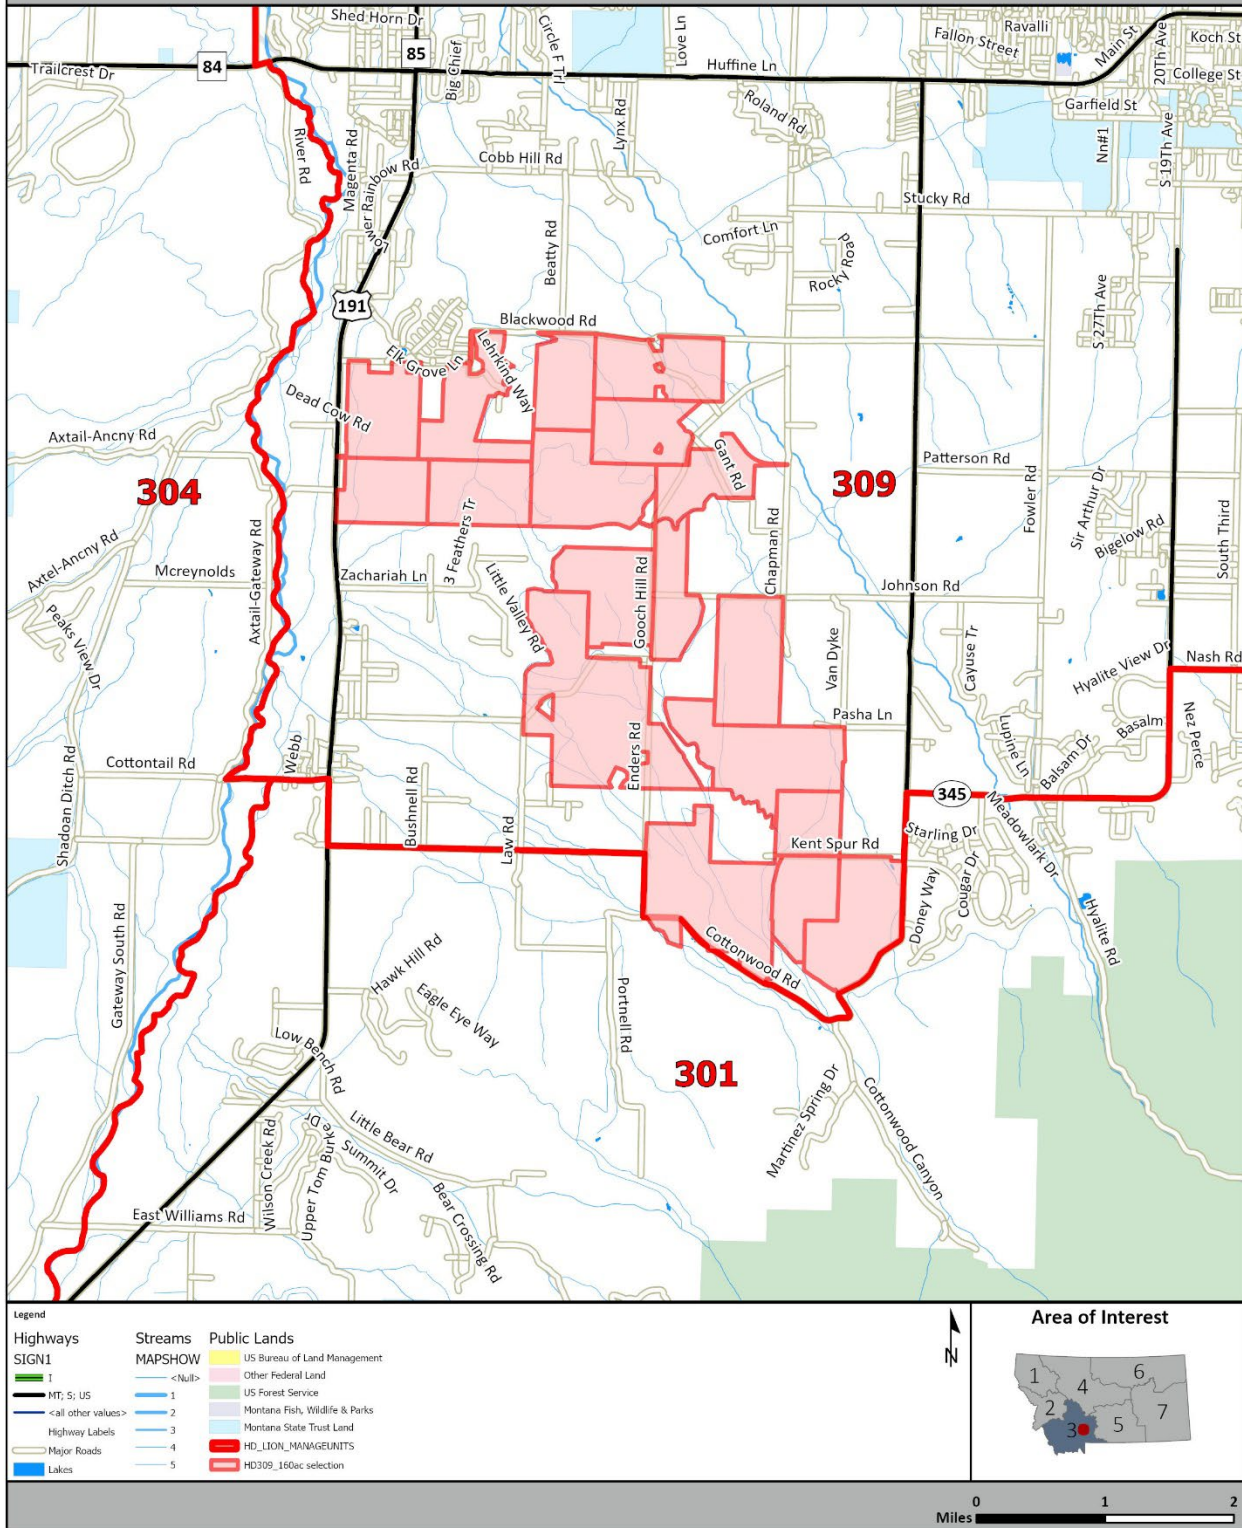 Shed Horn Dr
84
85
Trailcrest Dr
Big Chief
Circle F Trl
Love Ln
Huffine Ln
Ravalli
Fallon Street
Main St
20Th Ave
Koch St
College St
Garfield St
River Rd
Magenta Rd
Lower Rainbow Rd
Cobb Hill Rd
Lynx Rd
Roland Rd
Nn#1
S 19Th Ave
Stucky Rd
Beatty Rd
Comfort Ln
Rocky Road
191
S 27Th Ave
Blackwood Rd
Elk Grove Ln
Lehrkind Way
Dead Cow Rd
Axtail-Ancny Rd
304
Gant Rd
309
Patterson Rd
Fowler Rd
Sir Arthur Dr
Bigelow Rd
South Third
Axtel-Ancny Rd
Mcreynolds
Axtail-Gateway Rd
3 Feathers Tr
Zachariah Ln
Little Valley Rd
Gooch Hill Rd
Chapman Rd
Johnson Rd
Peaks View Dr
Van Dyke
Cayuse Tr
Hyalite View Dr
Nash Rd
Pasha Ln
Lupine Ln
Balsam Dr
Basalm
Nez Perce
Shadoan Ditch Rd
Cottontail Rd
Webb
Bushnell Rd
Law Rd
Enders Rd
345
Meadowlark Dr
Kent Spur Rd
Starling Dr
Cougar Dr
Doney Way
Hyalite Rd
Gateway South Rd
Hawk Hill Rd
Eagle Eye Way
Cottonwood Rd
Portnell Rd
Low Bench Rd
301
Martinez Spring Dr
Cottonwood Canyon
Little Bear Rd
Wilson Creek Rd
Upper Tom Burke Dr
Summit Dr
Bear Crossing Rd
East Williams Rd
Legend
Highways
SIGN1
I
MT; S; US
<all other values>
Highway Labels
Major Roads
Lakes
Streams
MAPSHOW
<Null>
1
2
3
4
5
Public Lands
US Bureau of Land Management
Other Federal Land
US Forest Service
Montana Fish, Wildlife & Parks
Montana State Trust Land
HD_LION_MANAGEUNITS
HD309_160ac selection
N
Area of Interest
1
2
3
4
5
6
7
0 1 2
Miles